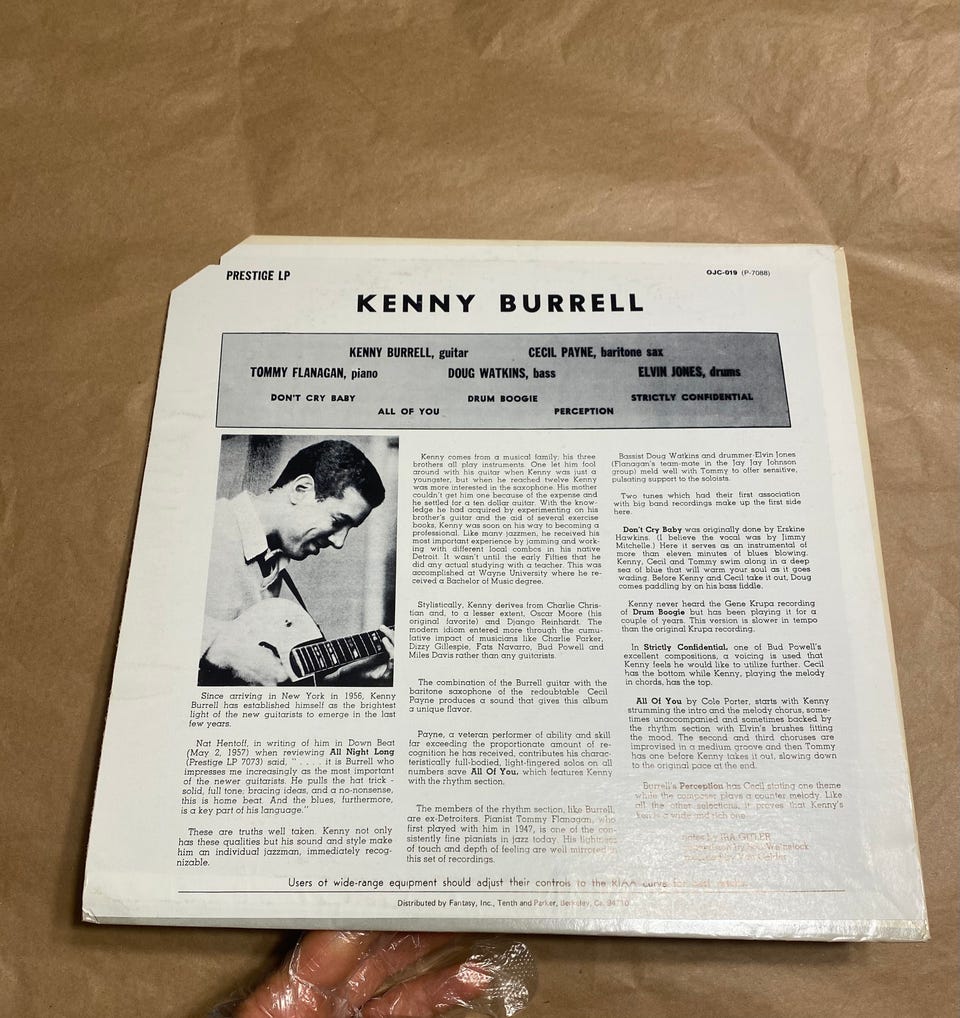 PRESTIGE LP
OJC-019 (P-7088)
KENNY BURRELL
KENNY BURRELL, guitar CECIL PAYNE, baritone sax
TOMMY FLANAGAN, piano DOUG WATKINS, bass ELVIN JONES, drums
DON'T CRY BABY DRUM BOOGIE STRICTLY CONFIDENTIAL
ALL OF YOU PERCEPTION
Since arriving in New York in 1956, Kenny
Burrell has established himself as the brightest
light of the new guitarists to emerge in the last
few years.
Nat Hentoff, in writing of him in Down Beat
(May 2, 1957) when reviewing All Night Long
(Prestige LP 7073) said, " . . . . it is Burrell who
impresses me increasingly as the most important
of the newer guitarists. He pulls the hat trick -
solid, full tone; bracing ideas, and a no-nonsense,
this is home beat. And the blues, furthermore,
is a key part of his language."
These are truths well taken. Kenny not only
has these qualities but his sound and style make
him an individual jazzman, immediately recog-
nizable.
Kenny comes from a musical family; his three
brothers all play instruments. One let him fool
around with his guitar when Kenny was just a
youngster, but when he reached twelve Kenny
was more interested in the saxophone. His mother
couldn't get him one because of the expense and
he settled for a ten dollar guitar. With the know-
ledge he had acquired by experimenting on his
brother's guitar and the aid of several exercise
books, Kenny was soon on his way to becoming a
professional. Like many jazzmen, he received his
most important experience by jamming and work-
ing with different local combos in his native
Detroit. It wasn't until the early Fifties that he
did any actual studying with a teacher. This was
accomplished at Wayne University where he re-
ceived a Bachelor of Music degree.
Stylistically, Kenny derives from Charlie Chris-
tian and, to a lesser extent, Oscar Moore (his
original favorite) and Django Reinhardt. The
modern idiom entered more through the cumu-
lative impact of musicians like Charlie Parker,
Dizzy Gillespie, Fats Navarro, Bud Powell and
Miles Davis rather than any guitarists.
The combination of the Burrell guitar with the
baritone saxophone of the redoubtable Cecil
Payne produces a sound that gives this album
a unique flavor.
Payne, a veteran performer of ability and skill
far exceeding the proportionate amount of re-
cognition he has received, contributes his charac-
teristically full-bodied, light-fingered solos on all
numbers save All Of You, which features Kenny
with the rhythm section.
The members of the rhythm section, like Burrell,
are ex-Detroiters. Pianist Tommy Flanagan, who
first played with him in 1947, is one of the con-
sistently fine pianists in jazz today. His lightness
of touch and depth of feeling are well mirrored in
this set of recordings.
Bassist Doug Watkins and drummer Elvin Jones
(Flanagan's team-mate in the Jay Jay Johnson
group) meld well with Tommy to offer sensitive,
pulsating support to the soloists.
Two tunes which had their first association
with big band recordings make up the first side
here.
Don't Cry Baby was originally done by Erskine
Hawkins. (I believe the vocal was by Jimmy
Mitchelle.) Here it serves as an instrumental of
more than eleven minutes of blues blowing.
Kenny, Cecil and Tommy swim along in a deep
sea of blue that will warm your soul as it goes
wading. Before Kenny and Cecil take it out, Doug
comes paddling by on his bass fiddle.
Kenny never heard the Gene Krupa recording
of Drum Boogie but has been playing it for a
couple of years. This version is slower in tempo
than the original Krupa recording.
In Strictly Confidential, one of Bud Powell's
excellent compositions, a voicing is used that
Kenny feels he would like to utilize further. Cecil
has the bottom while Kenny, playing the melody
in chords, has the top.
All Of You by Cole Porter, starts with Kenny
strumming the intro and the melody chorus, some-
times unaccompanied and sometimes backed by
the rhythm section with Elvin's brushes fitting
the mood. The second and third choruses are
improvised in a medium groove and then Tommy
has one before Kenny takes it out, slowing down
to the original pace at the end.
Burrell's Perception has Cecil stating one theme
while the composer plays a counter melody. Like
all the other selections, it proves that Kenny's
ken is a wide and rich one.
notes by IRA GITLER
by Bob Weinstock
Van Gelder
Users of wide-range equipment should adjust their controls to the RIAA curve for best results.
Distributed by Fantasy, Inc., Tenth and Parker, Berkeley, Ca. 94710